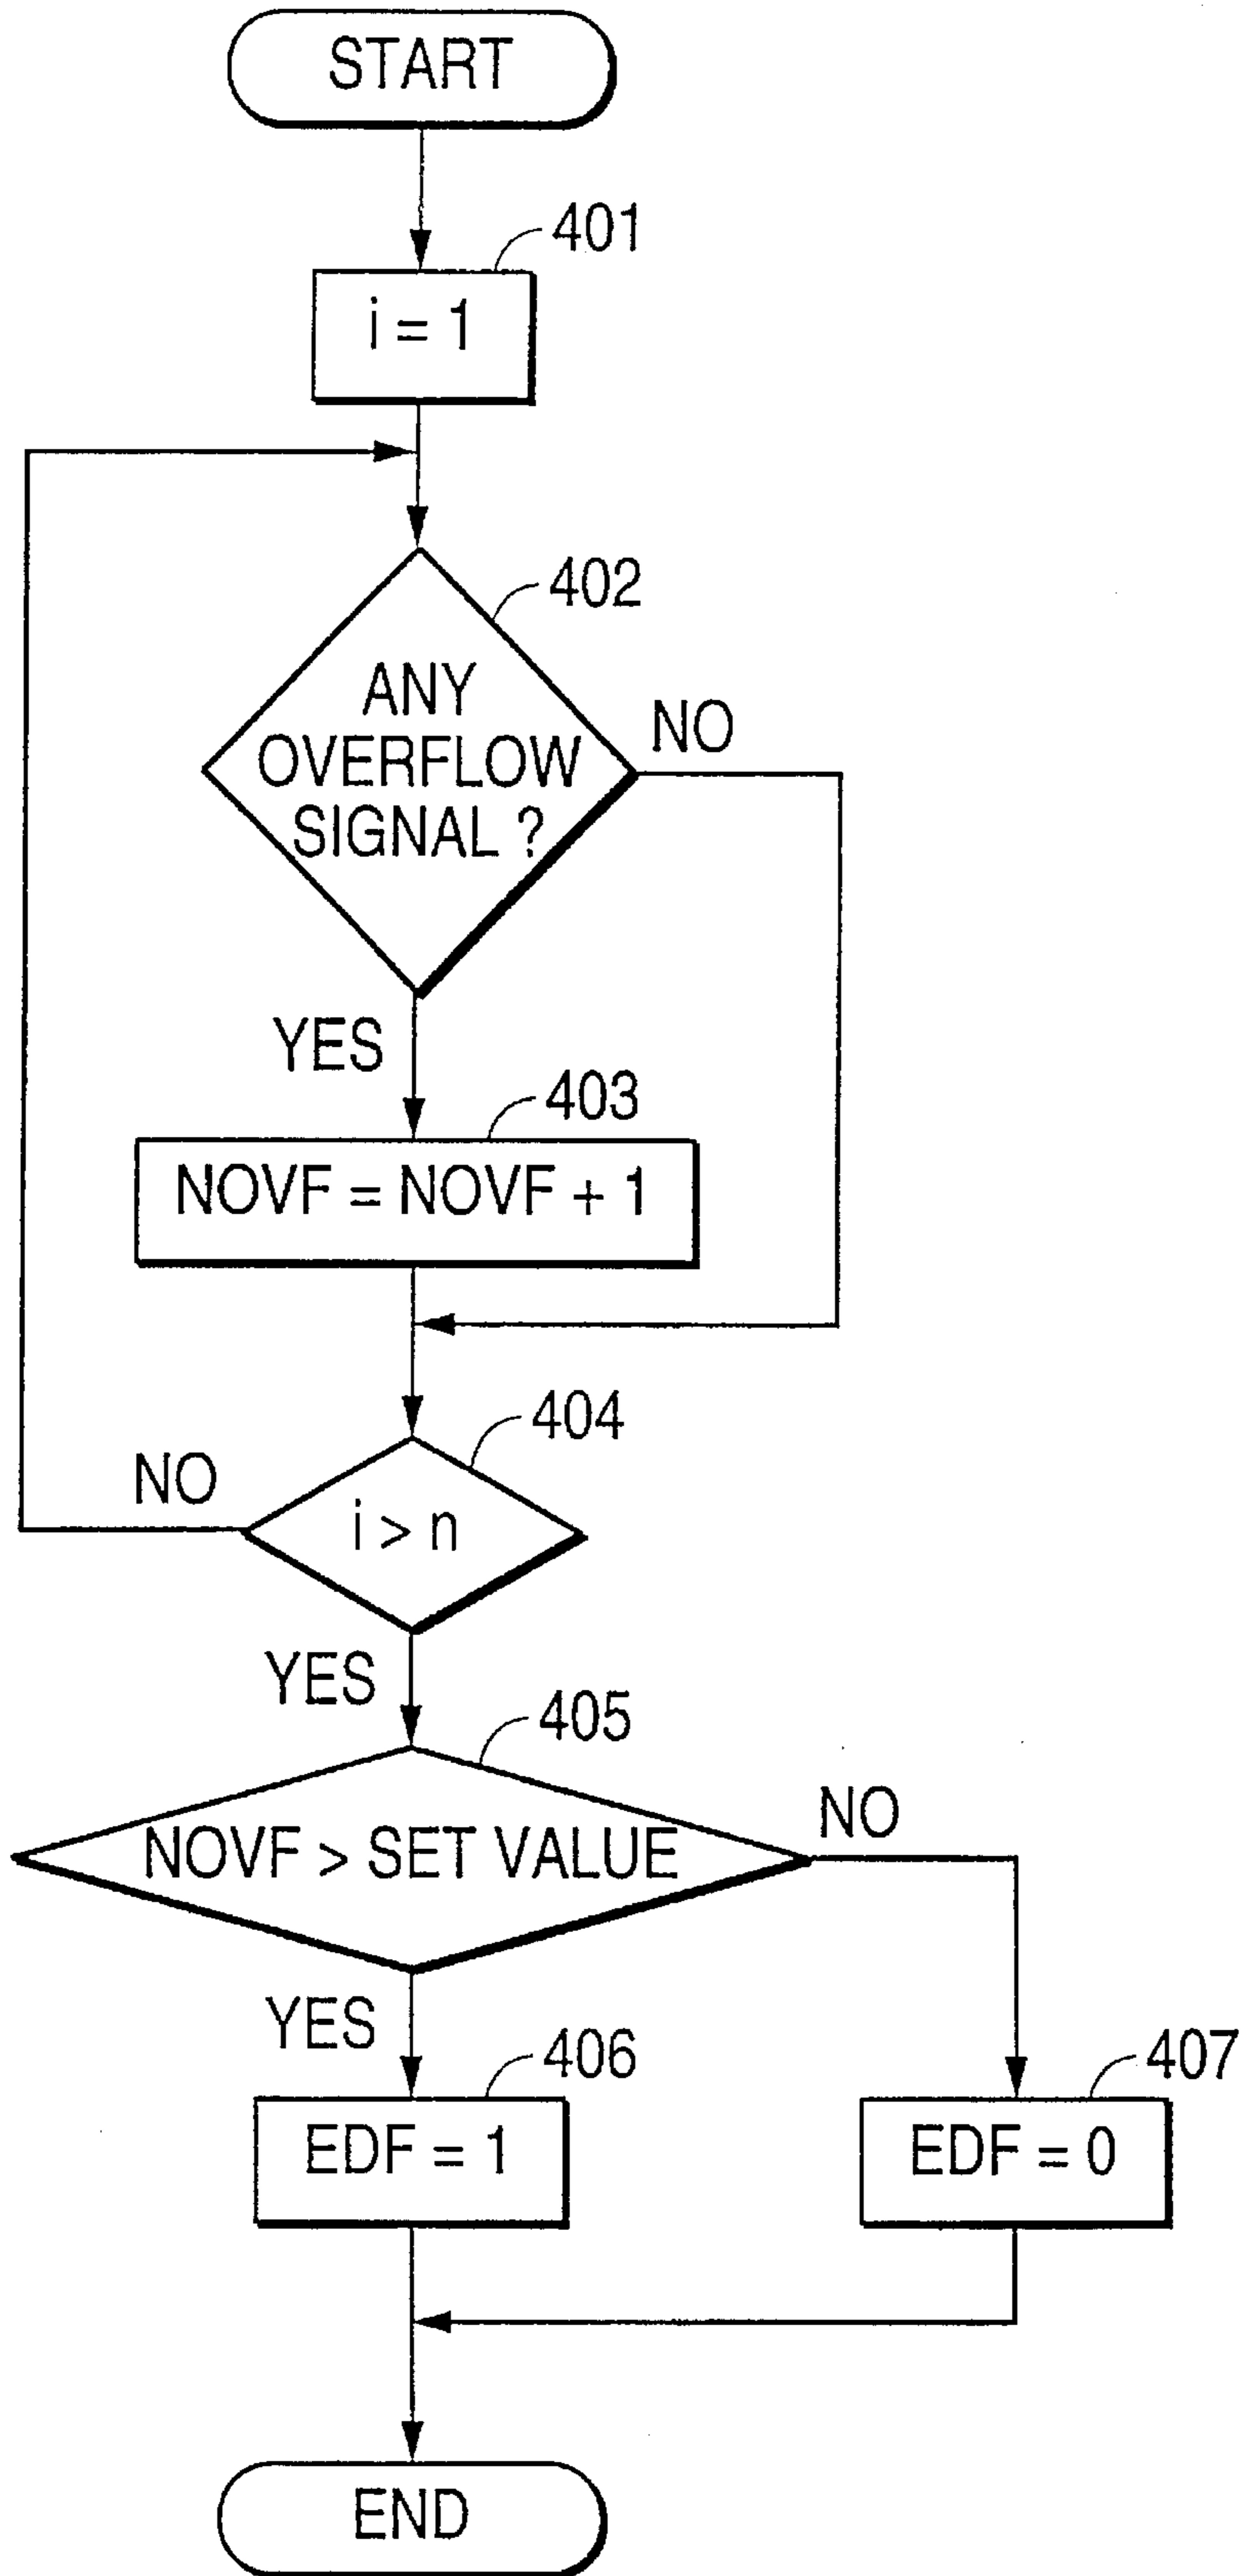 START
401
i = 1
402
ANY
OVERFLOW
SIGNAL ?
NO
YES
403
NOVF = NOVF + 1
404
NO
i > n
YES
405
NOVF > SET VALUE
NO
YES
406
407
EDF = 1
EDF = 0
END